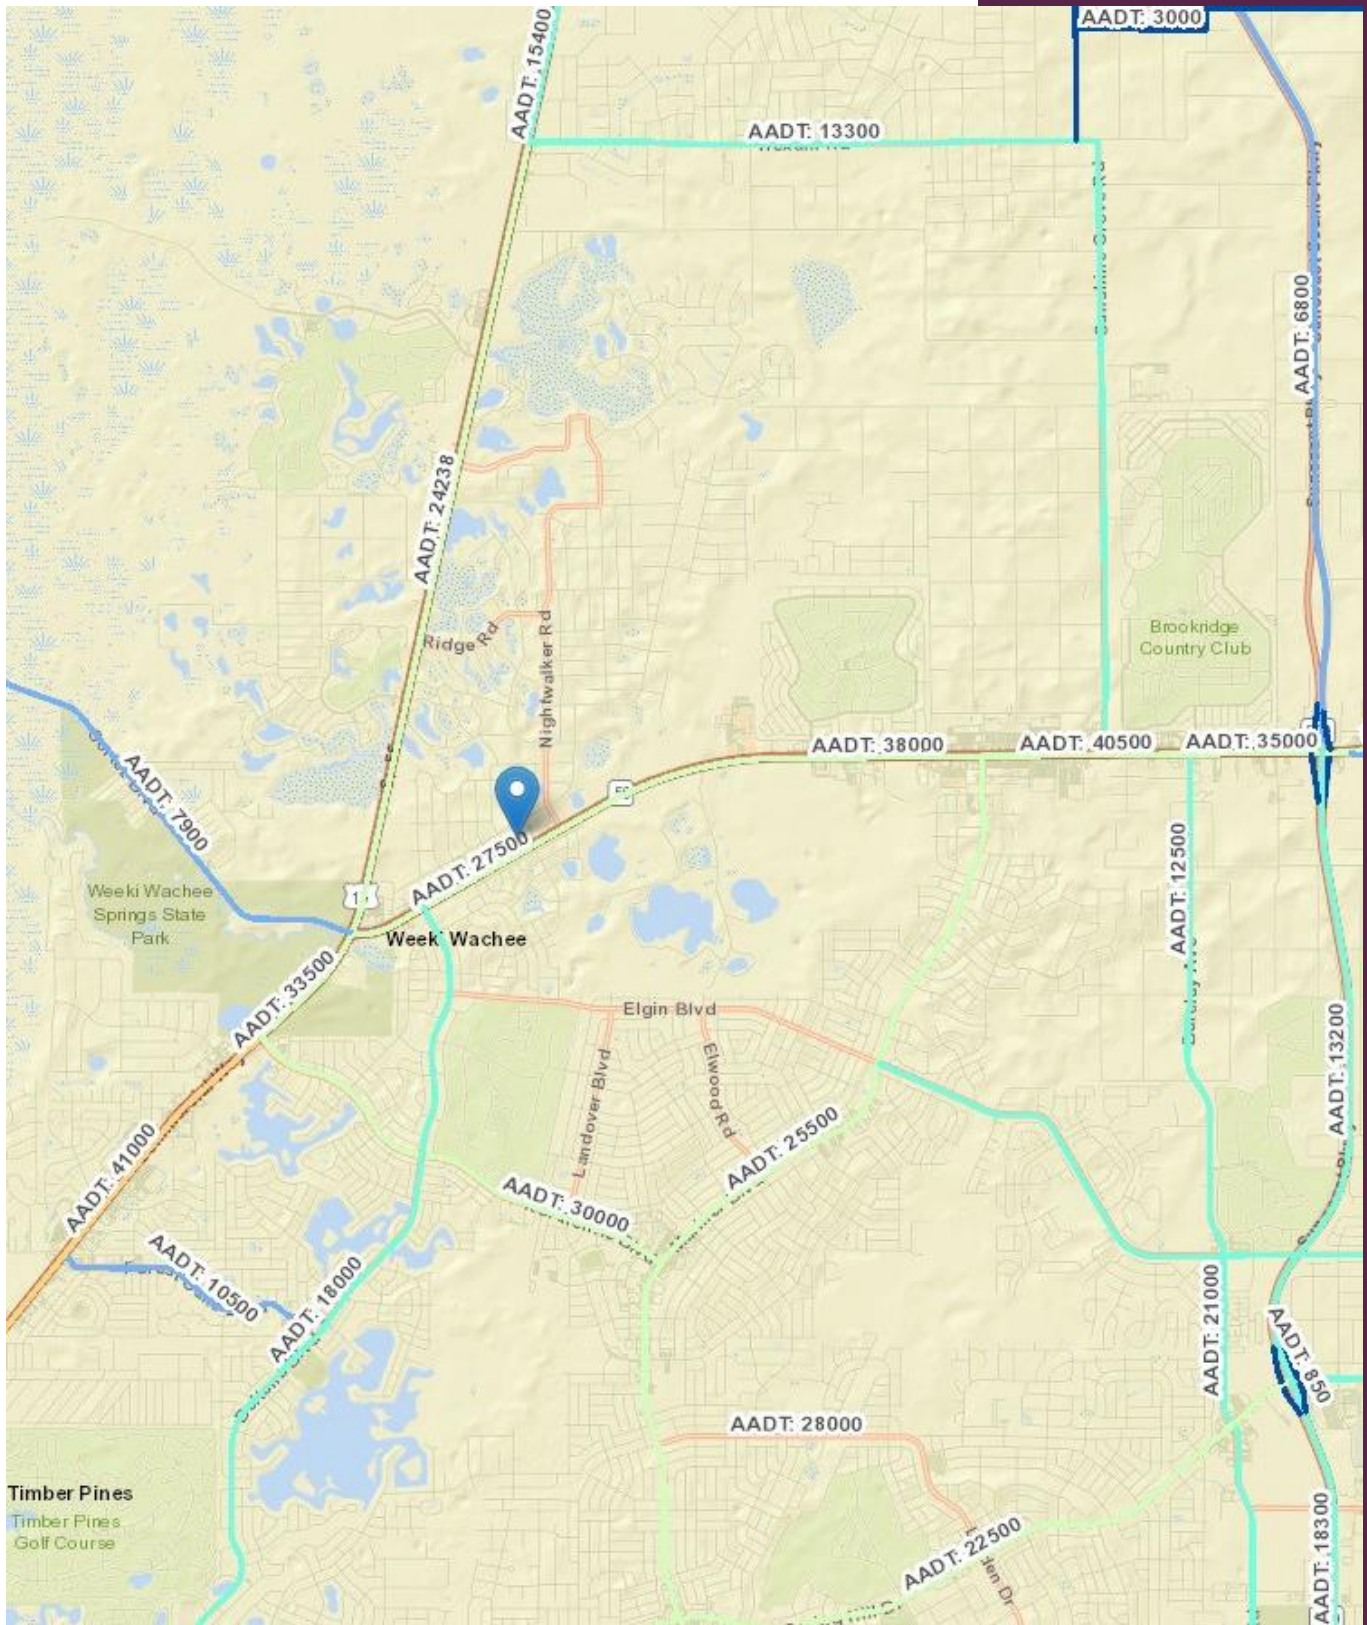 AADT: 15400
AADT: 3000
AADT: 13300
AADT: 6800
AADT: 24238
Ridge Rd
Nightwalker Rd
Brookridge
Country Club
AADT: 38000
AADT: 40500
AADT: 35000
AADT: 7900
AADT: 27500
AADT: 12500
Weeki Wachee
Springs State
Park
Weeki Wachee
AADT: 33500
Elgin Blvd
Landover Blvd
Elwood Rd
AADT: 13200
AADT: 25500
AADT: 41000
AADT: 30000
AADT: 10500
AADT: 18000
AADT: 21000
AADT: 850
AADT: 28000
Timber Pines
Timber Pines
Golf Course
AADT: 22500
AADT: 18300